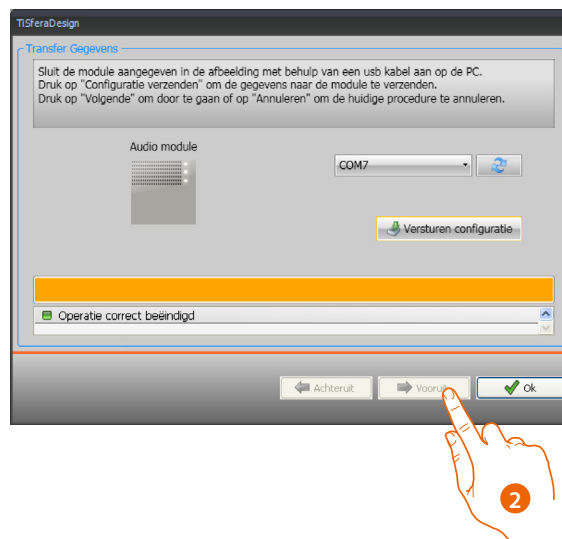 TiSferaDesign
Transfer Gegevens
Sluit de module aangegeven in de afbeelding met behulp van een usb kabel aan op de PC.
Druk op "Configuratie verzenden" om de gegevens naar de module te verzenden.
Druk op "Volgende" om door te gaan of op "Annuleren" om de huidige procedure te annuleren.
Audio module
COM7
Versturen configuratie
Operatie correct beëindigd
Achteruit
Vooruit
Ok
2